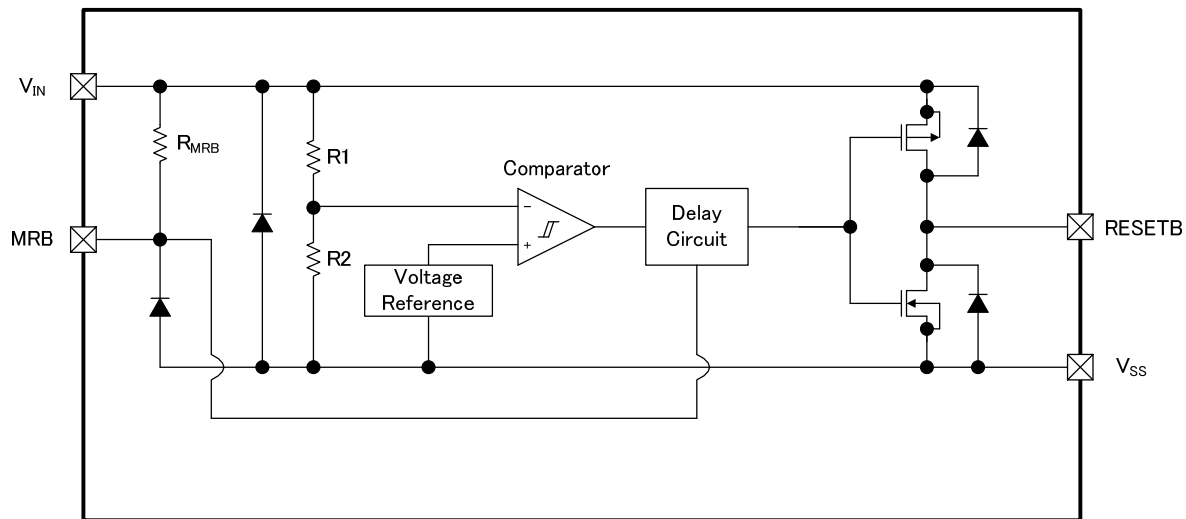 V_IN
R_MRB
R1
Comparator
−
+
MRB
R2
Voltage
Reference
Delay
Circuit
RESETB
V_SS